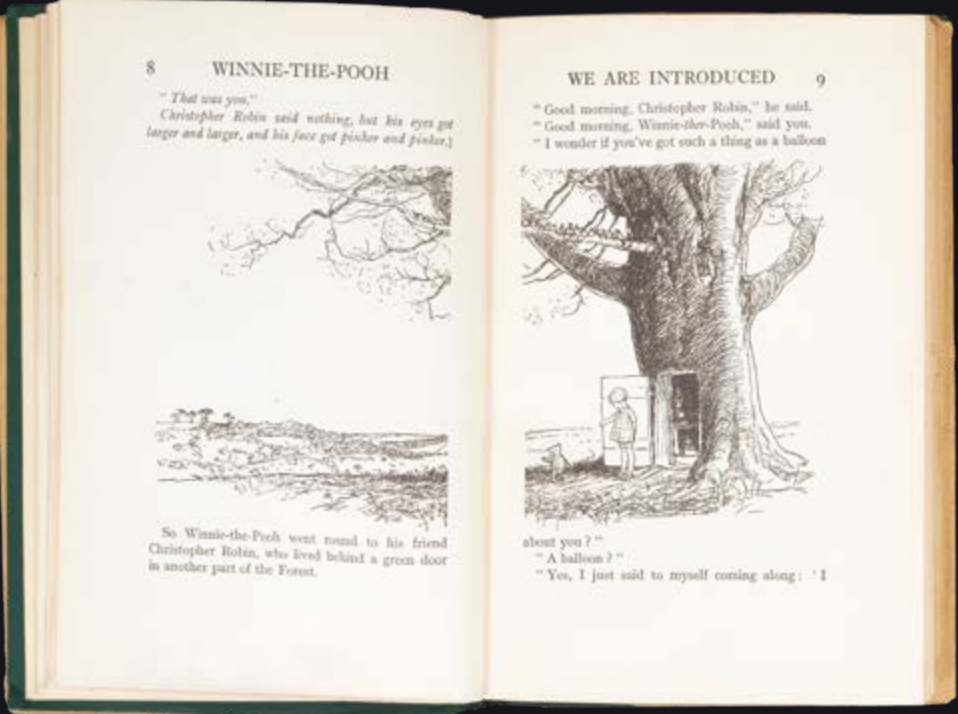 8 WINNIE-THE-POOH
" That was you."
Christopher Robin said nothing, but his eyes got
larger and larger, and his face got pinker and pinker.)
So Winnie-the-Pooh went round to his friend
Christopher Robin, who lived behind a green door
in another part of the Forest.
WE ARE INTRODUCED 9
" Good morning, Christopher Robin," he said.
" Good morning, Winnie-ther-Pooh," said you.
" I wonder if you've got such a thing as a balloon
about you ? "
" A balloon ? "
" Yes, I just said to myself coming along : ' I